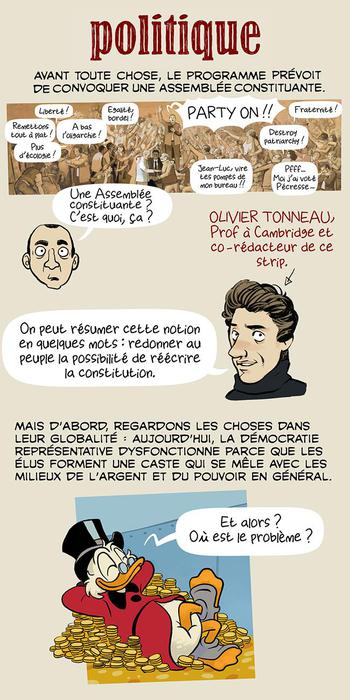 politique
AVANT TOUTE CHOSE, LE PROGRAMME PRÉVOIT
DE CONVOQUER UNE ASSEMBLÉE CONSTITUANTE.
Liberté !
Egalité,
bordel !
PARTY ON !!
Fraternité !
Remettons
tout à plat !
A bas
l'oligarchie !
Destroy
patriarchy !
Plus
d'écologie !
Jean-Luc, vire
tes pompes de
mon bureau !!
Pfff...
Moi j'ai voté
Pécresse...
Une Assemblée
constituante ?
C'est quoi, ça ?
OLIVIER TONNEAU,
Prof à Cambridge et
co-rédacteur de ce
strip.
On peut résumer cette notion
en quelques mots : redonner au
peuple la possibilité de réécrire
la constitution.
MAIS D'ABORD, REGARDONS LES CHOSES DANS
LEUR GLOBALITÉ : AUJOURD'HUI, LA DÉMOCRATIE
REPRÉSENTATIVE DYSFONCTIONNE PARCE QUE LES
ÉLUS FORMENT UNE CASTE QUI SE MÊLE AVEC LES
MILIEUX DE L'ARGENT ET DU POUVOIR EN GÉNÉRAL.
Et alors ?
Où est le problème ?